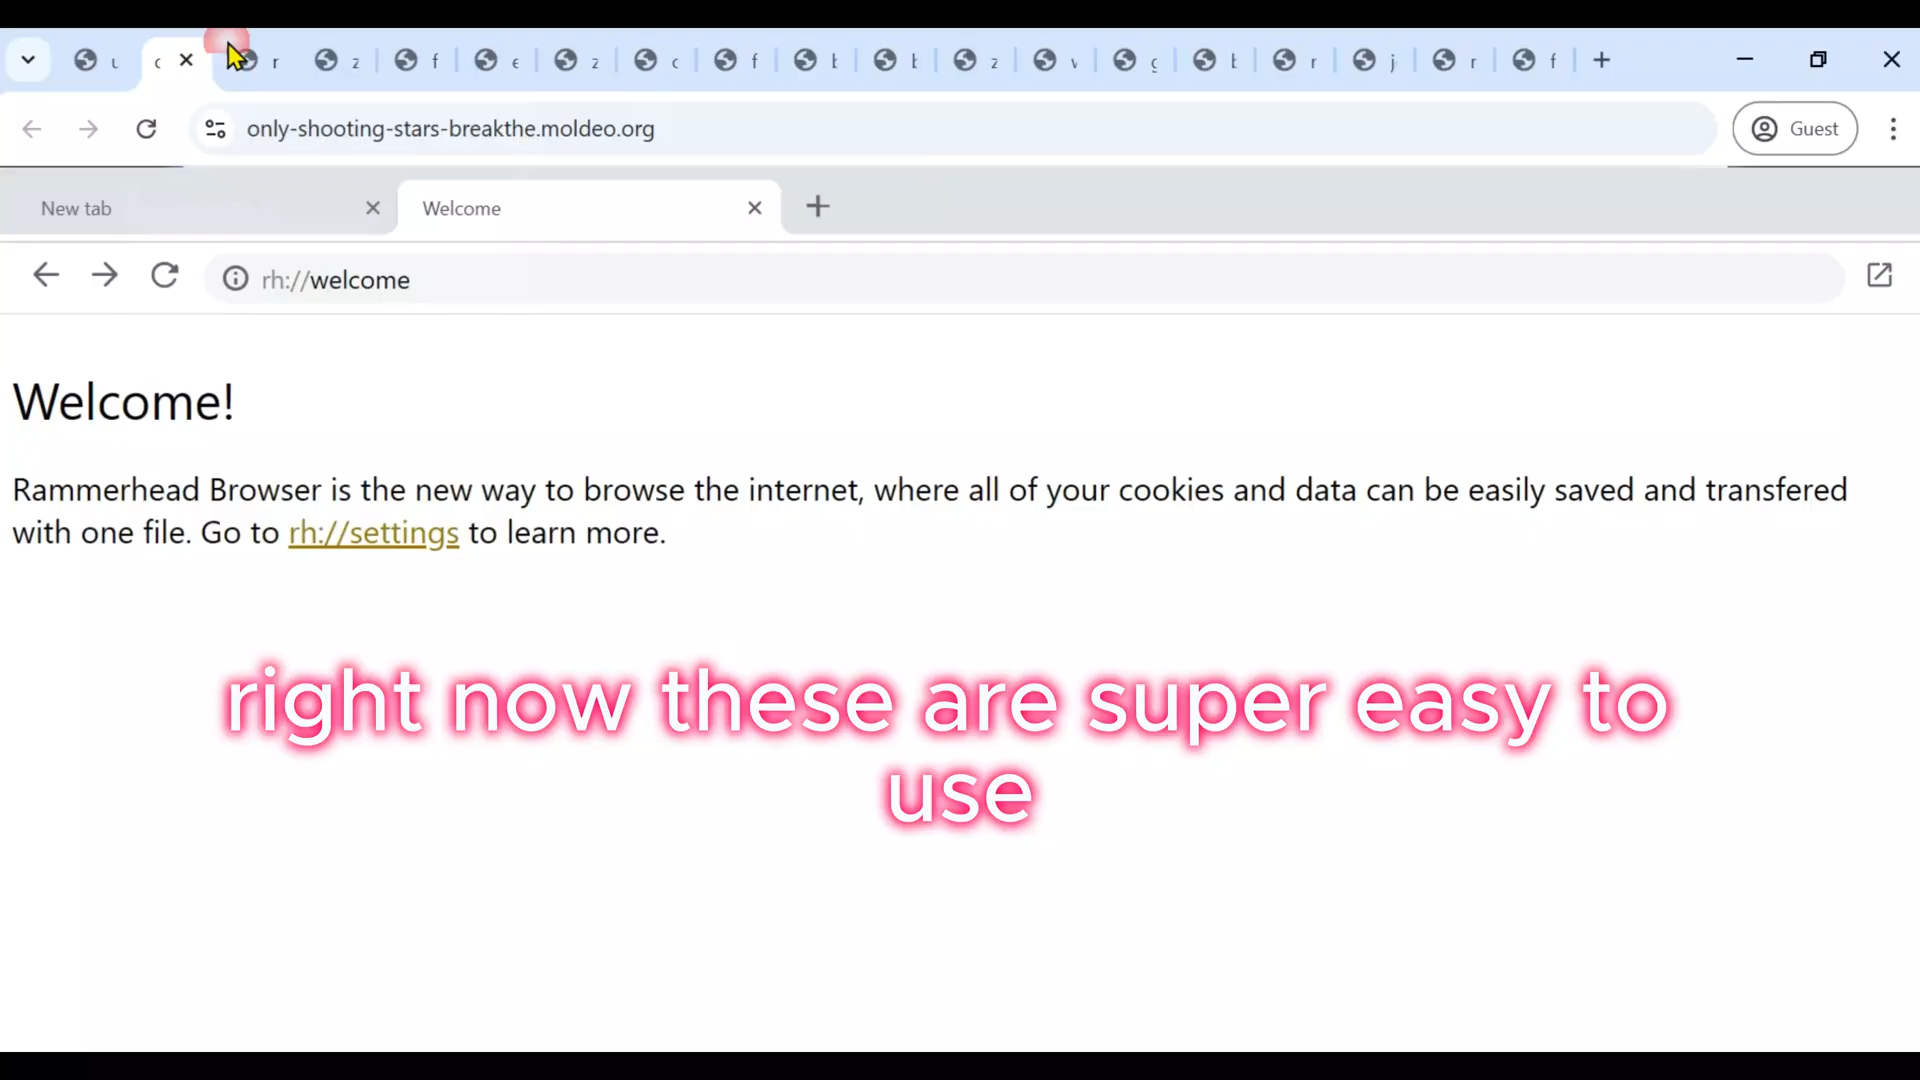 u c r z f e z c f b b z v g b r j r f
only-shooting-stars-breakthe.moldeo.org
Guest
New tab
Welcome
rh://welcome
Welcome!
Rammerhead Browser is the new way to browse the internet, where all of your cookies and data can be easily saved and transfered
with one file. Go to rh://settings to learn more.
right now these are super easy to
use